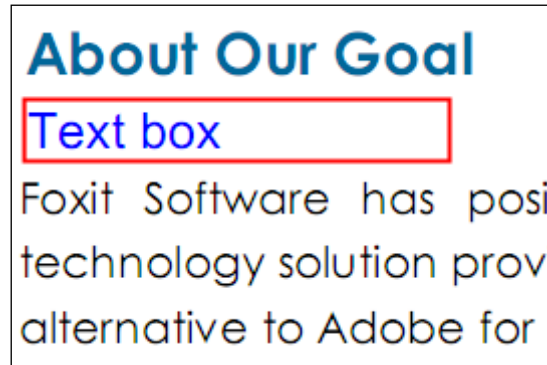 About Our Goal
Text box
Foxit Software has posi
technology solution prov
alternative to Adobe for